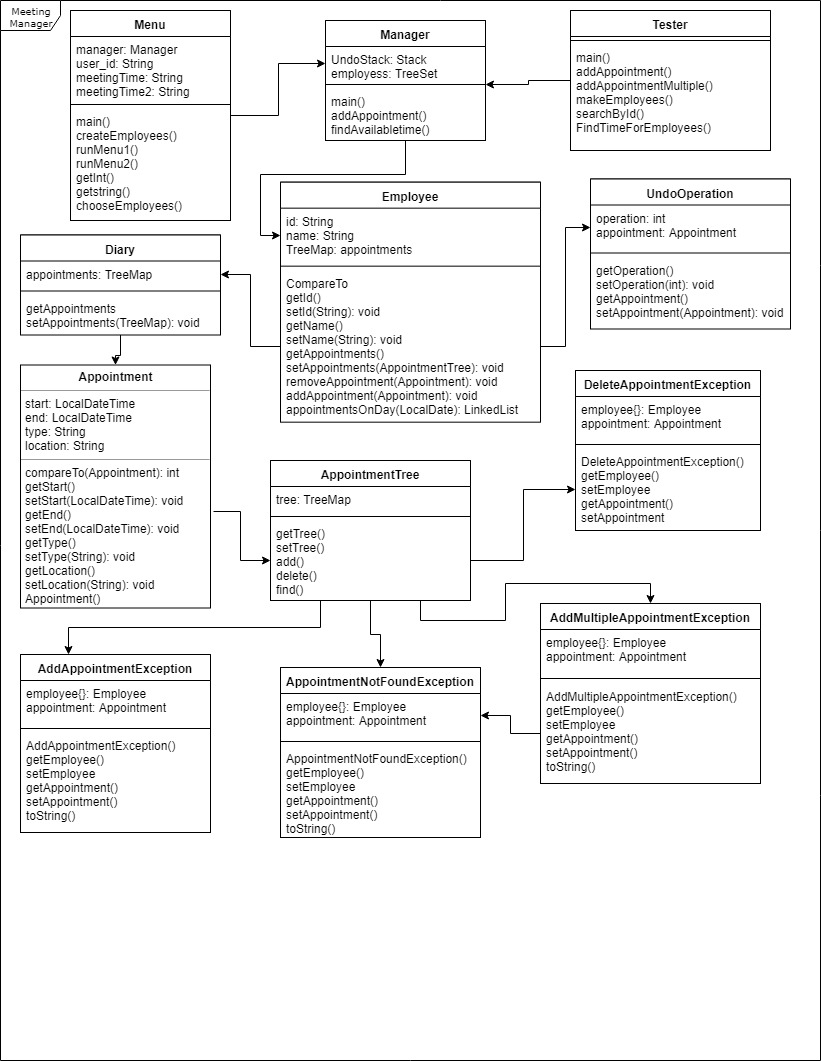 Meeting
Manager
Menu
manager: Manager
user_id: String
meetingTime: String
meetingTime2: String
main()
createEmployees()
runMenu1()
runMenu2()
getInt()
getstring()
chooseEmployees()
Manager
UndoStack: Stack
employess: TreeSet
main()
addAppointment()
findAvailabletime()
Tester
main()
addAppointment()
addAppointmentMultiple()
makeEmployees()
searchById()
FindTimeForEmployees()
Employee
id: String
name: String
TreeMap: appointments
CompareTo
getId()
setId(String): void
getName()
setName(String): void
getAppointments()
setAppointments(AppointmentTree): void
removeAppointment(Appointment): void
addAppointment(Appointment): void
appointmentsOnDay(LocalDate): LinkedList
UndoOperation
operation: int
appointment: Appointment
getOperation()
setOperation(int): void
getAppointment()
setAppointment(Appointment): void
Diary
appointments: TreeMap
getAppointments
setAppointments(TreeMap): void
Appointment
start: LocalDateTime
end: LocalDateTime
type: String
location: String
compareTo(Appointment): int
getStart()
setStart(LocalDateTime): void
getEnd()
setEnd(LocalDateTime): void
getType()
setType(String): void
getLocation()
setLocation(String): void
Appointment()
AppointmentTree
tree: TreeMap
getTree()
setTree()
add()
delete()
find()
DeleteAppointmentException
employee{}: Employee
appointment: Appointment
DeleteAppointmentException()
getEmployee()
setEmployee
getAppointment()
setAppointment
AddMultipleAppointmentException
employee{}: Employee
appointment: Appointment
AddMultipleAppointmentException()
getEmployee()
setEmployee
getAppointment()
setAppointment()
toString()
AddAppointmentException
employee{}: Employee
appointment: Appointment
AddAppointmentException()
getEmployee()
setEmployee
getAppointment()
setAppointment()
toString()
AppointmentNotFoundException
employee{}: Employee
appointment: Appointment
AppointmentNotFoundException()
getEmployee()
setEmployee
getAppointment()
setAppointment()
toString()